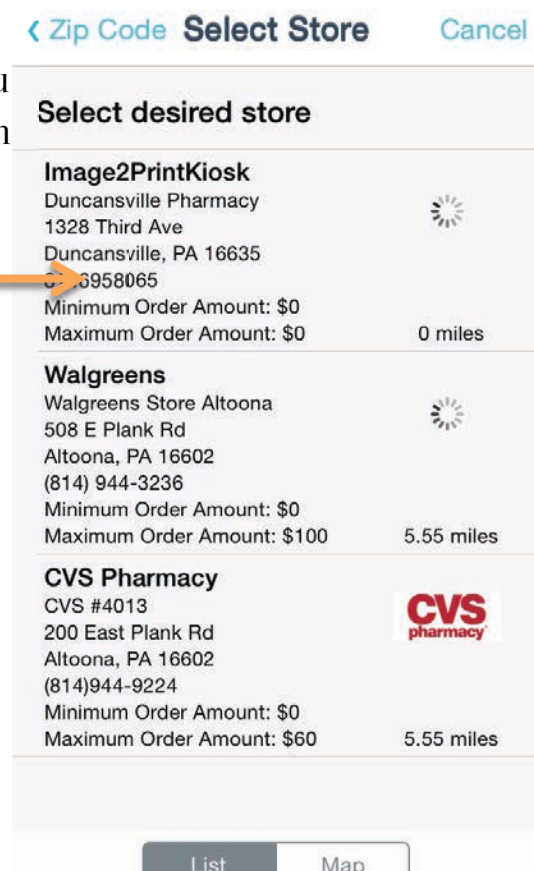 Zip Code Select Store Cancel
Select desired store
Image2PrintKiosk
Duncansville Pharmacy
1328 Third Ave
Duncansville, PA 16635
6958065
Minimum Order Amount: $0
Maximum Order Amount: $0 0 miles
Walgreens
Walgreens Store Altoona
508 E Plank Rd
Altoona, PA 16602
(814) 944-3236
Minimum Order Amount: $0
Maximum Order Amount: $100 5.55 miles
CVS Pharmacy
CVS pharmacy
CVS #4013
200 East Plank Rd
Altoona, PA 16602
(814)944-9224
Minimum Order Amount: $0
Maximum Order Amount: $60 5.55 miles
List Map